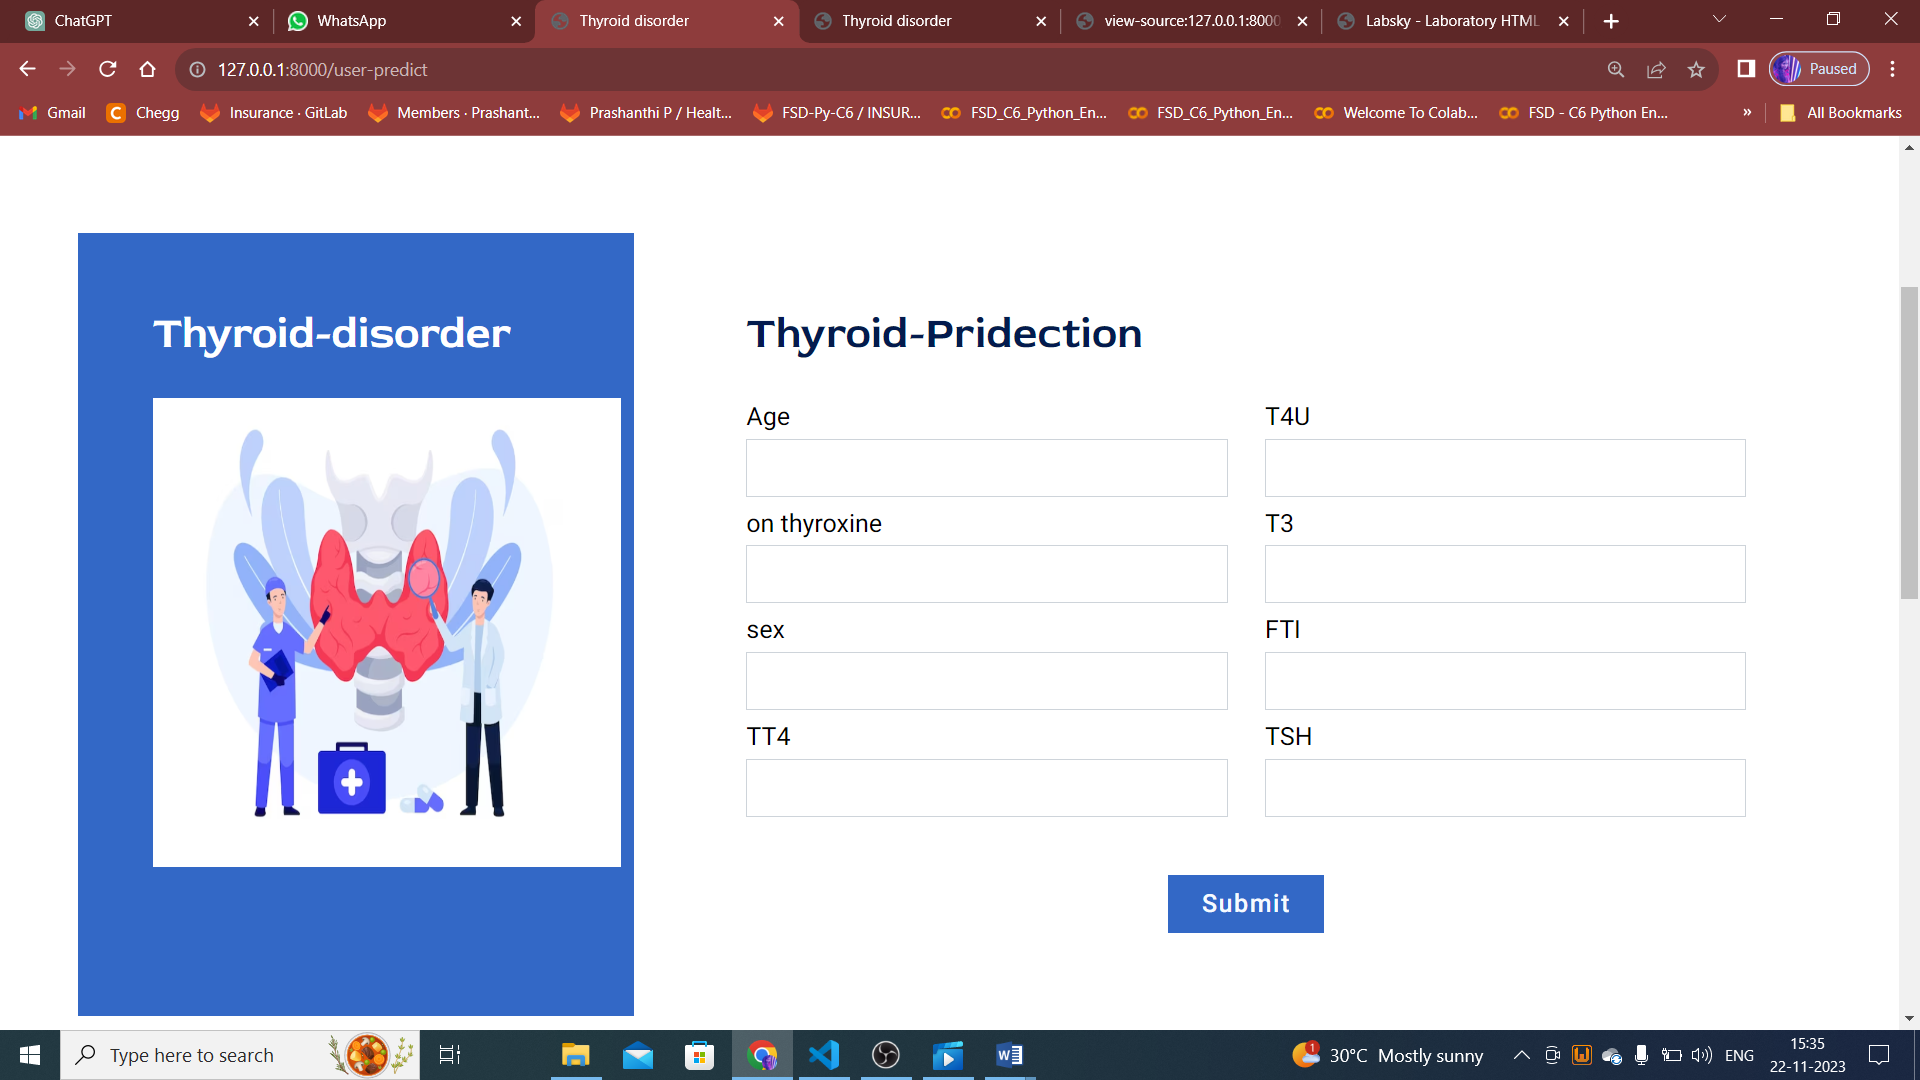 ChatGPT
WhatsApp
Thyroid disorder
Thyroid disorder
view-source:127.0.0.1:8000
Labsky - Laboratory HTML
127.0.0.1:8000/user-predict
Paused
Gmail
Chegg
Insurance · GitLab
Members · Prashant...
Prashanthi P / Healt...
FSD-Py-C6 / INSUR...
FSD_C6_Python_En...
FSD_C6_Python_En...
Welcome To Colab...
FSD - C6 Python En...
»
All Bookmarks
Thyroid-disorder
Thyroid-Pridection
Age
T4U
on thyroxine
T3
sex
FTI
TT4
TSH
Submit
Type here to search
1
30°C Mostly sunny
ENG
15:35
22-11-2023